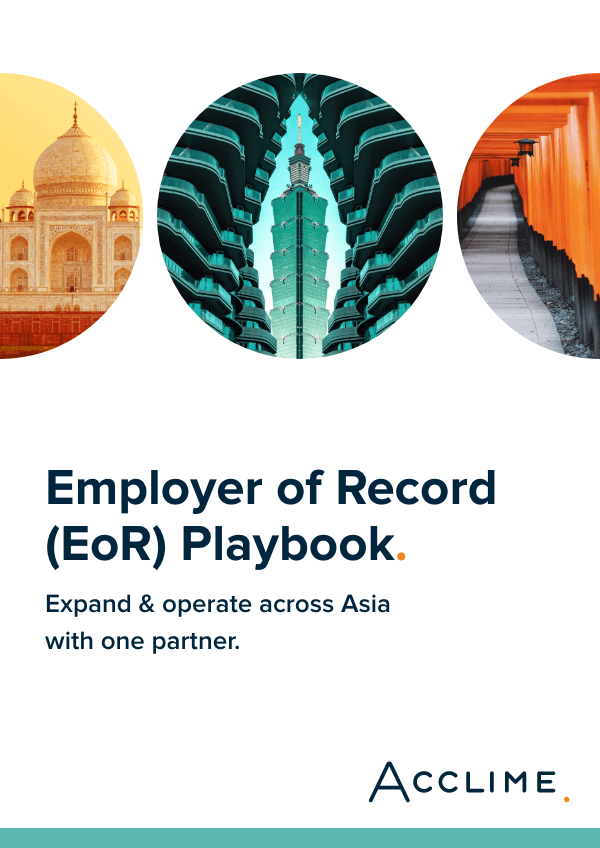 Employer of Record
(EoR) Playbook.
Expand & operate across Asia
with one partner.
ACCLIME.